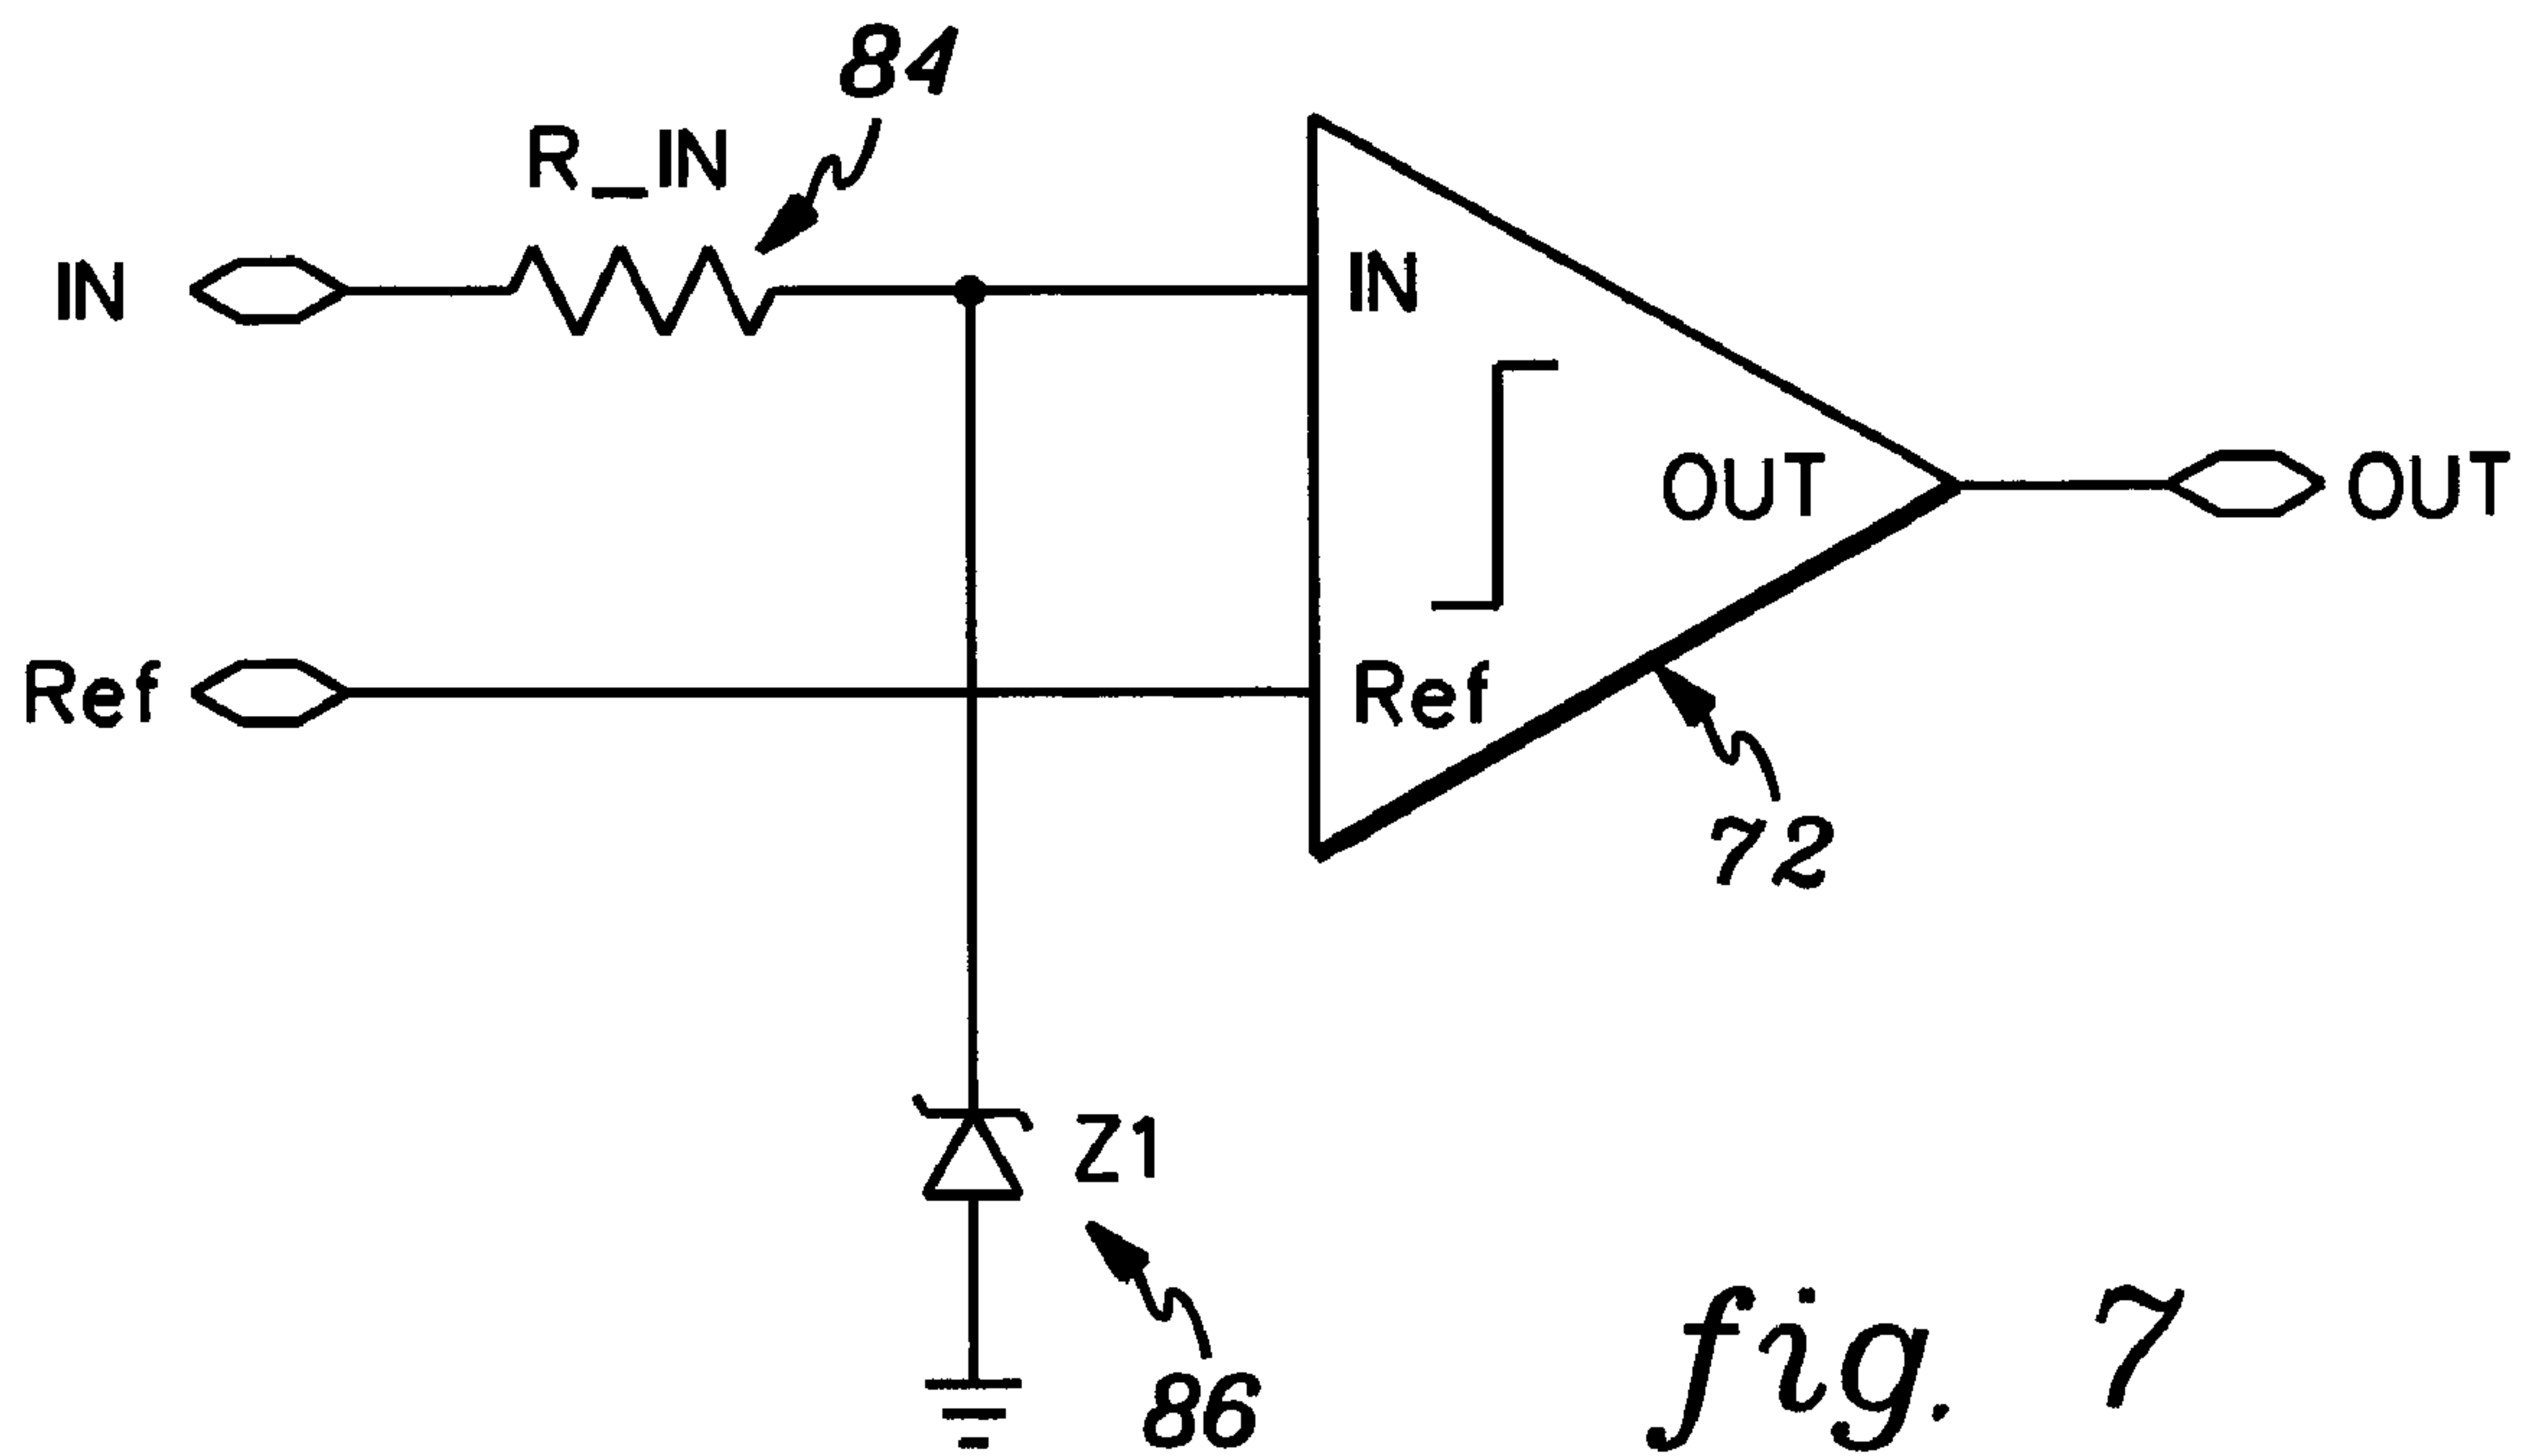 84
R_IN
IN
IN
OUT
OUT
Ref
Ref
72
Z1
86
fig. 7